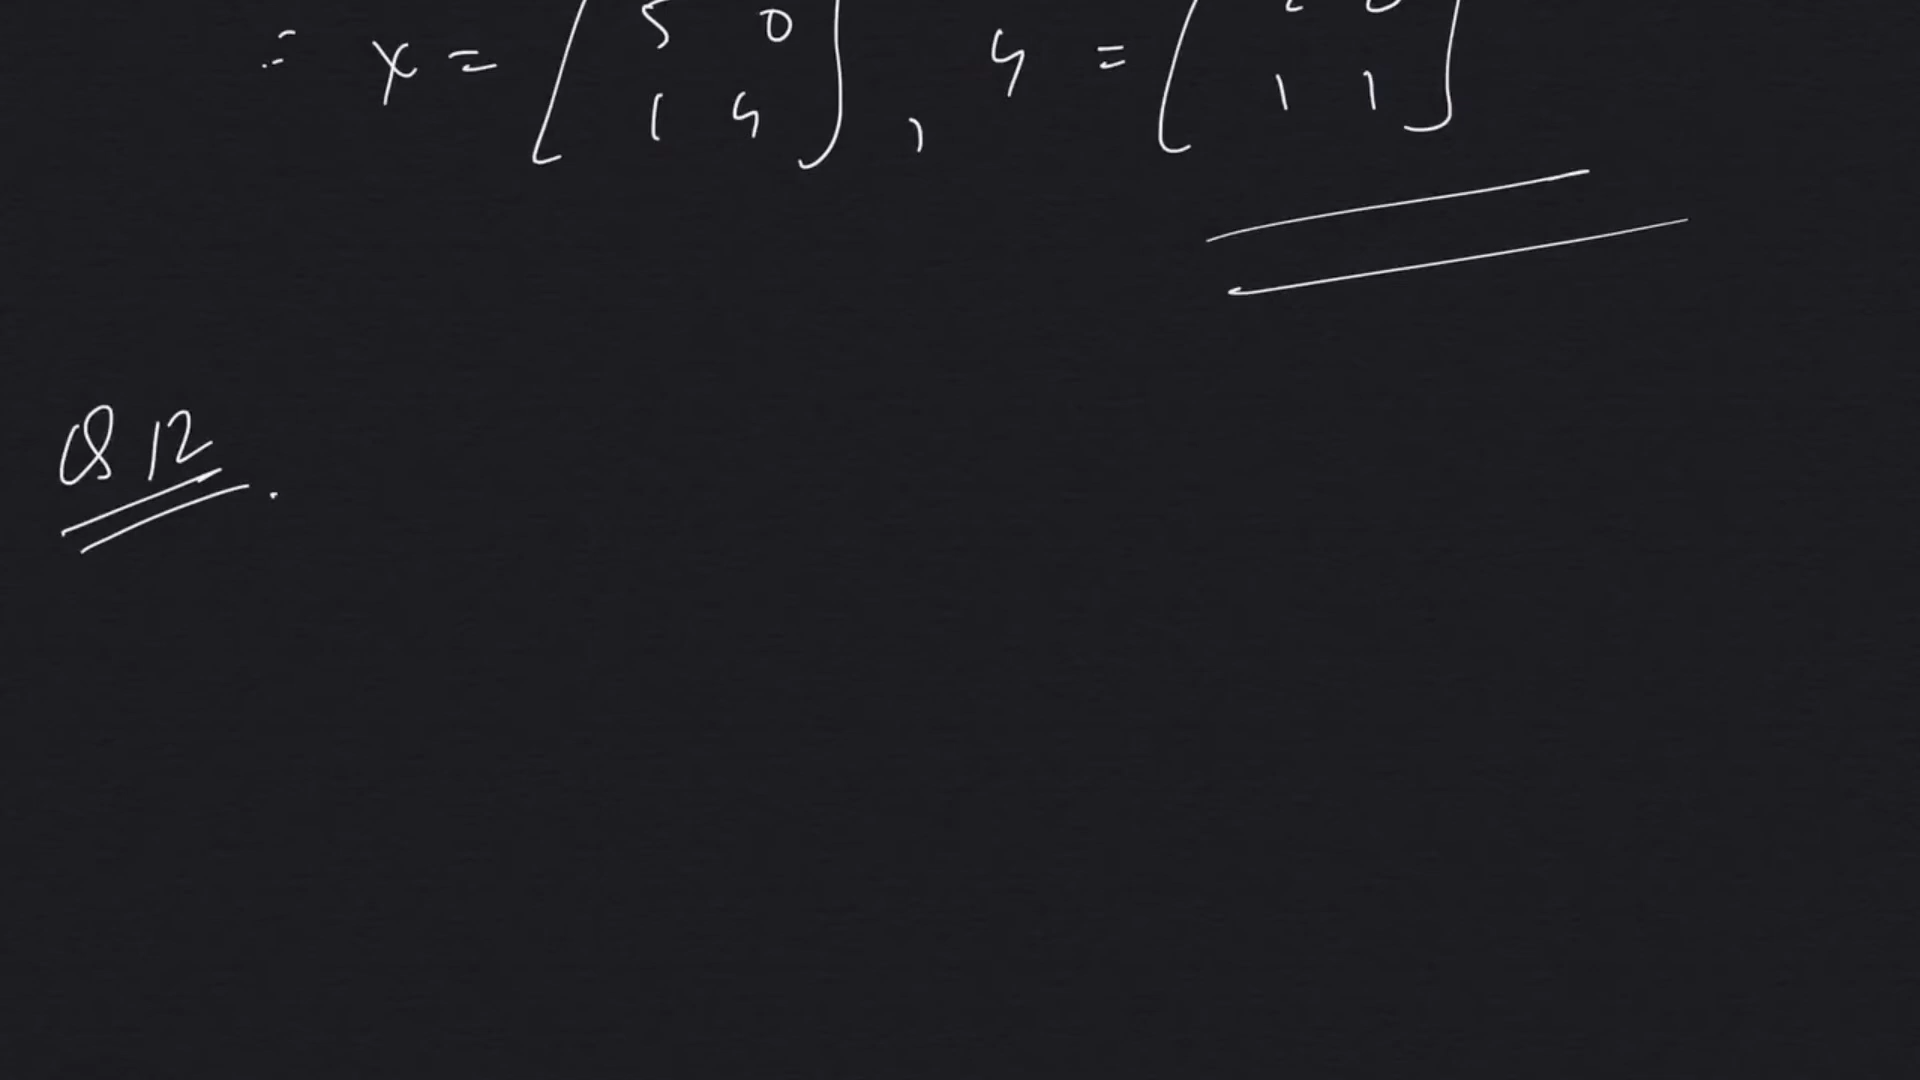 ∴ x = [ 5 0 ] , y = [
1 4 1 1 ]
Q 12 .